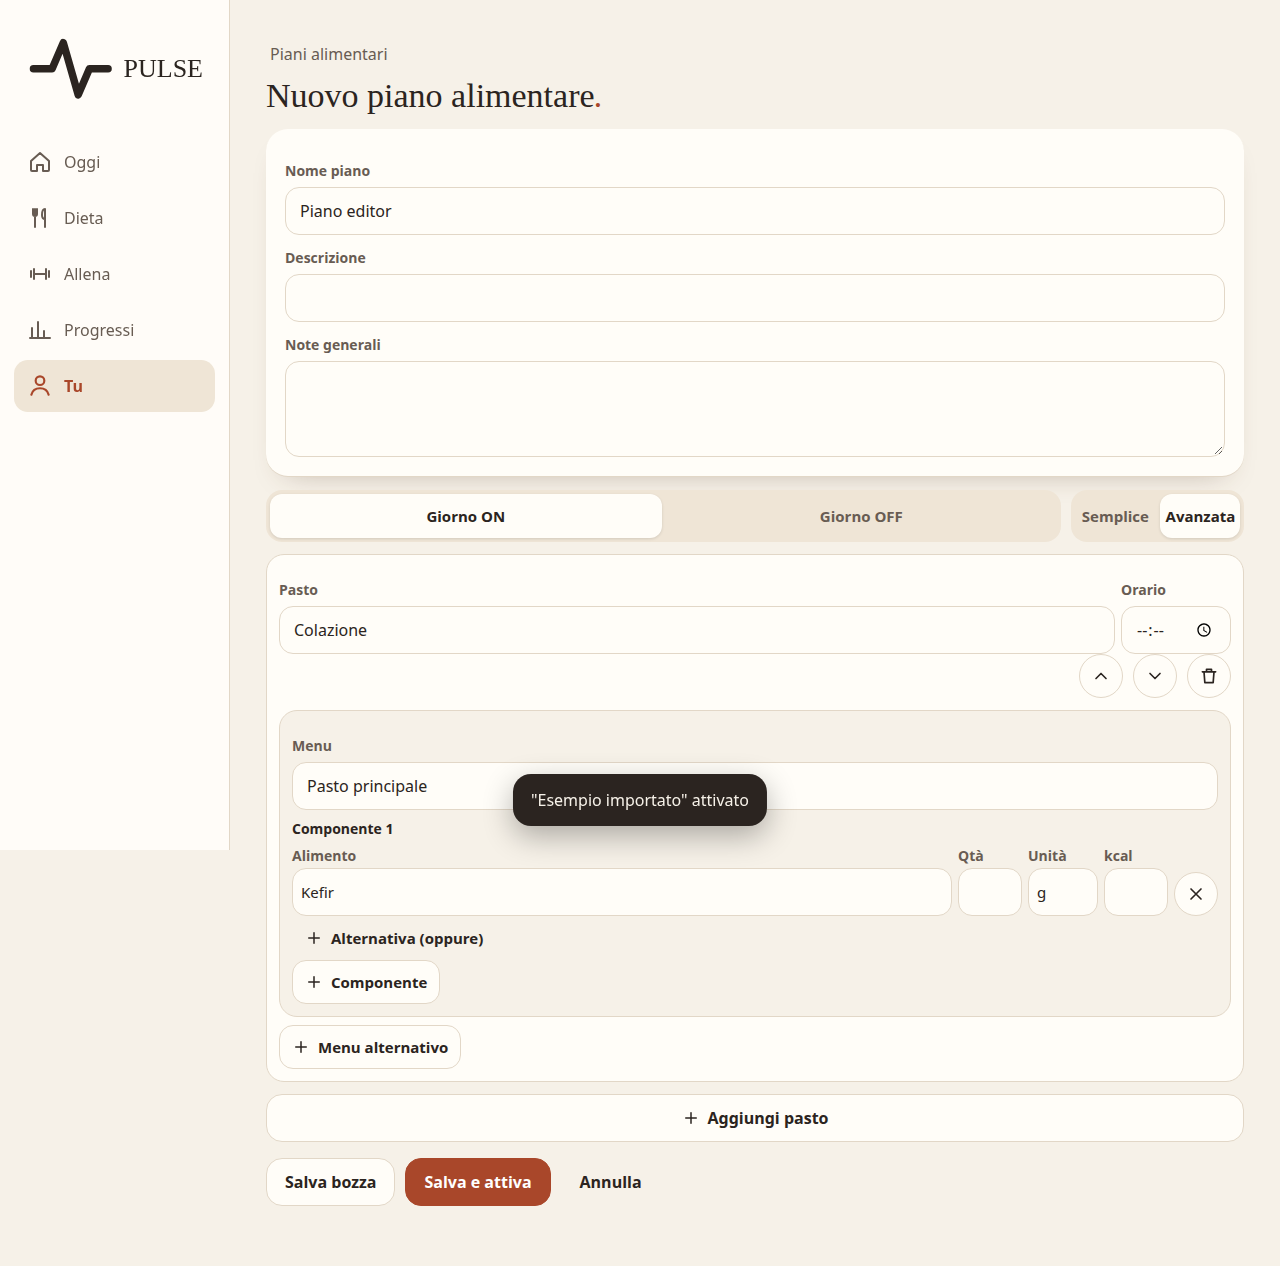 PULSE
Oggi
Dieta
Allena
Progressi
Tu
Piani alimentari
Nuovo piano alimentare.
Nome piano
Piano editor
Descrizione
Note generali
Giorno ON
Giorno OFF
Semplice
Avanzata
Pasto
Orario
Colazione
--:--
Menu
Pasto principale
"Esempio importato" attivato
Componente 1
Alimento
Qtà
Unità
kcal
Kefir
g
Alternativa (oppure)
Componente
Menu alternativo
Aggiungi pasto
Salva bozza
Salva e attiva
Annulla